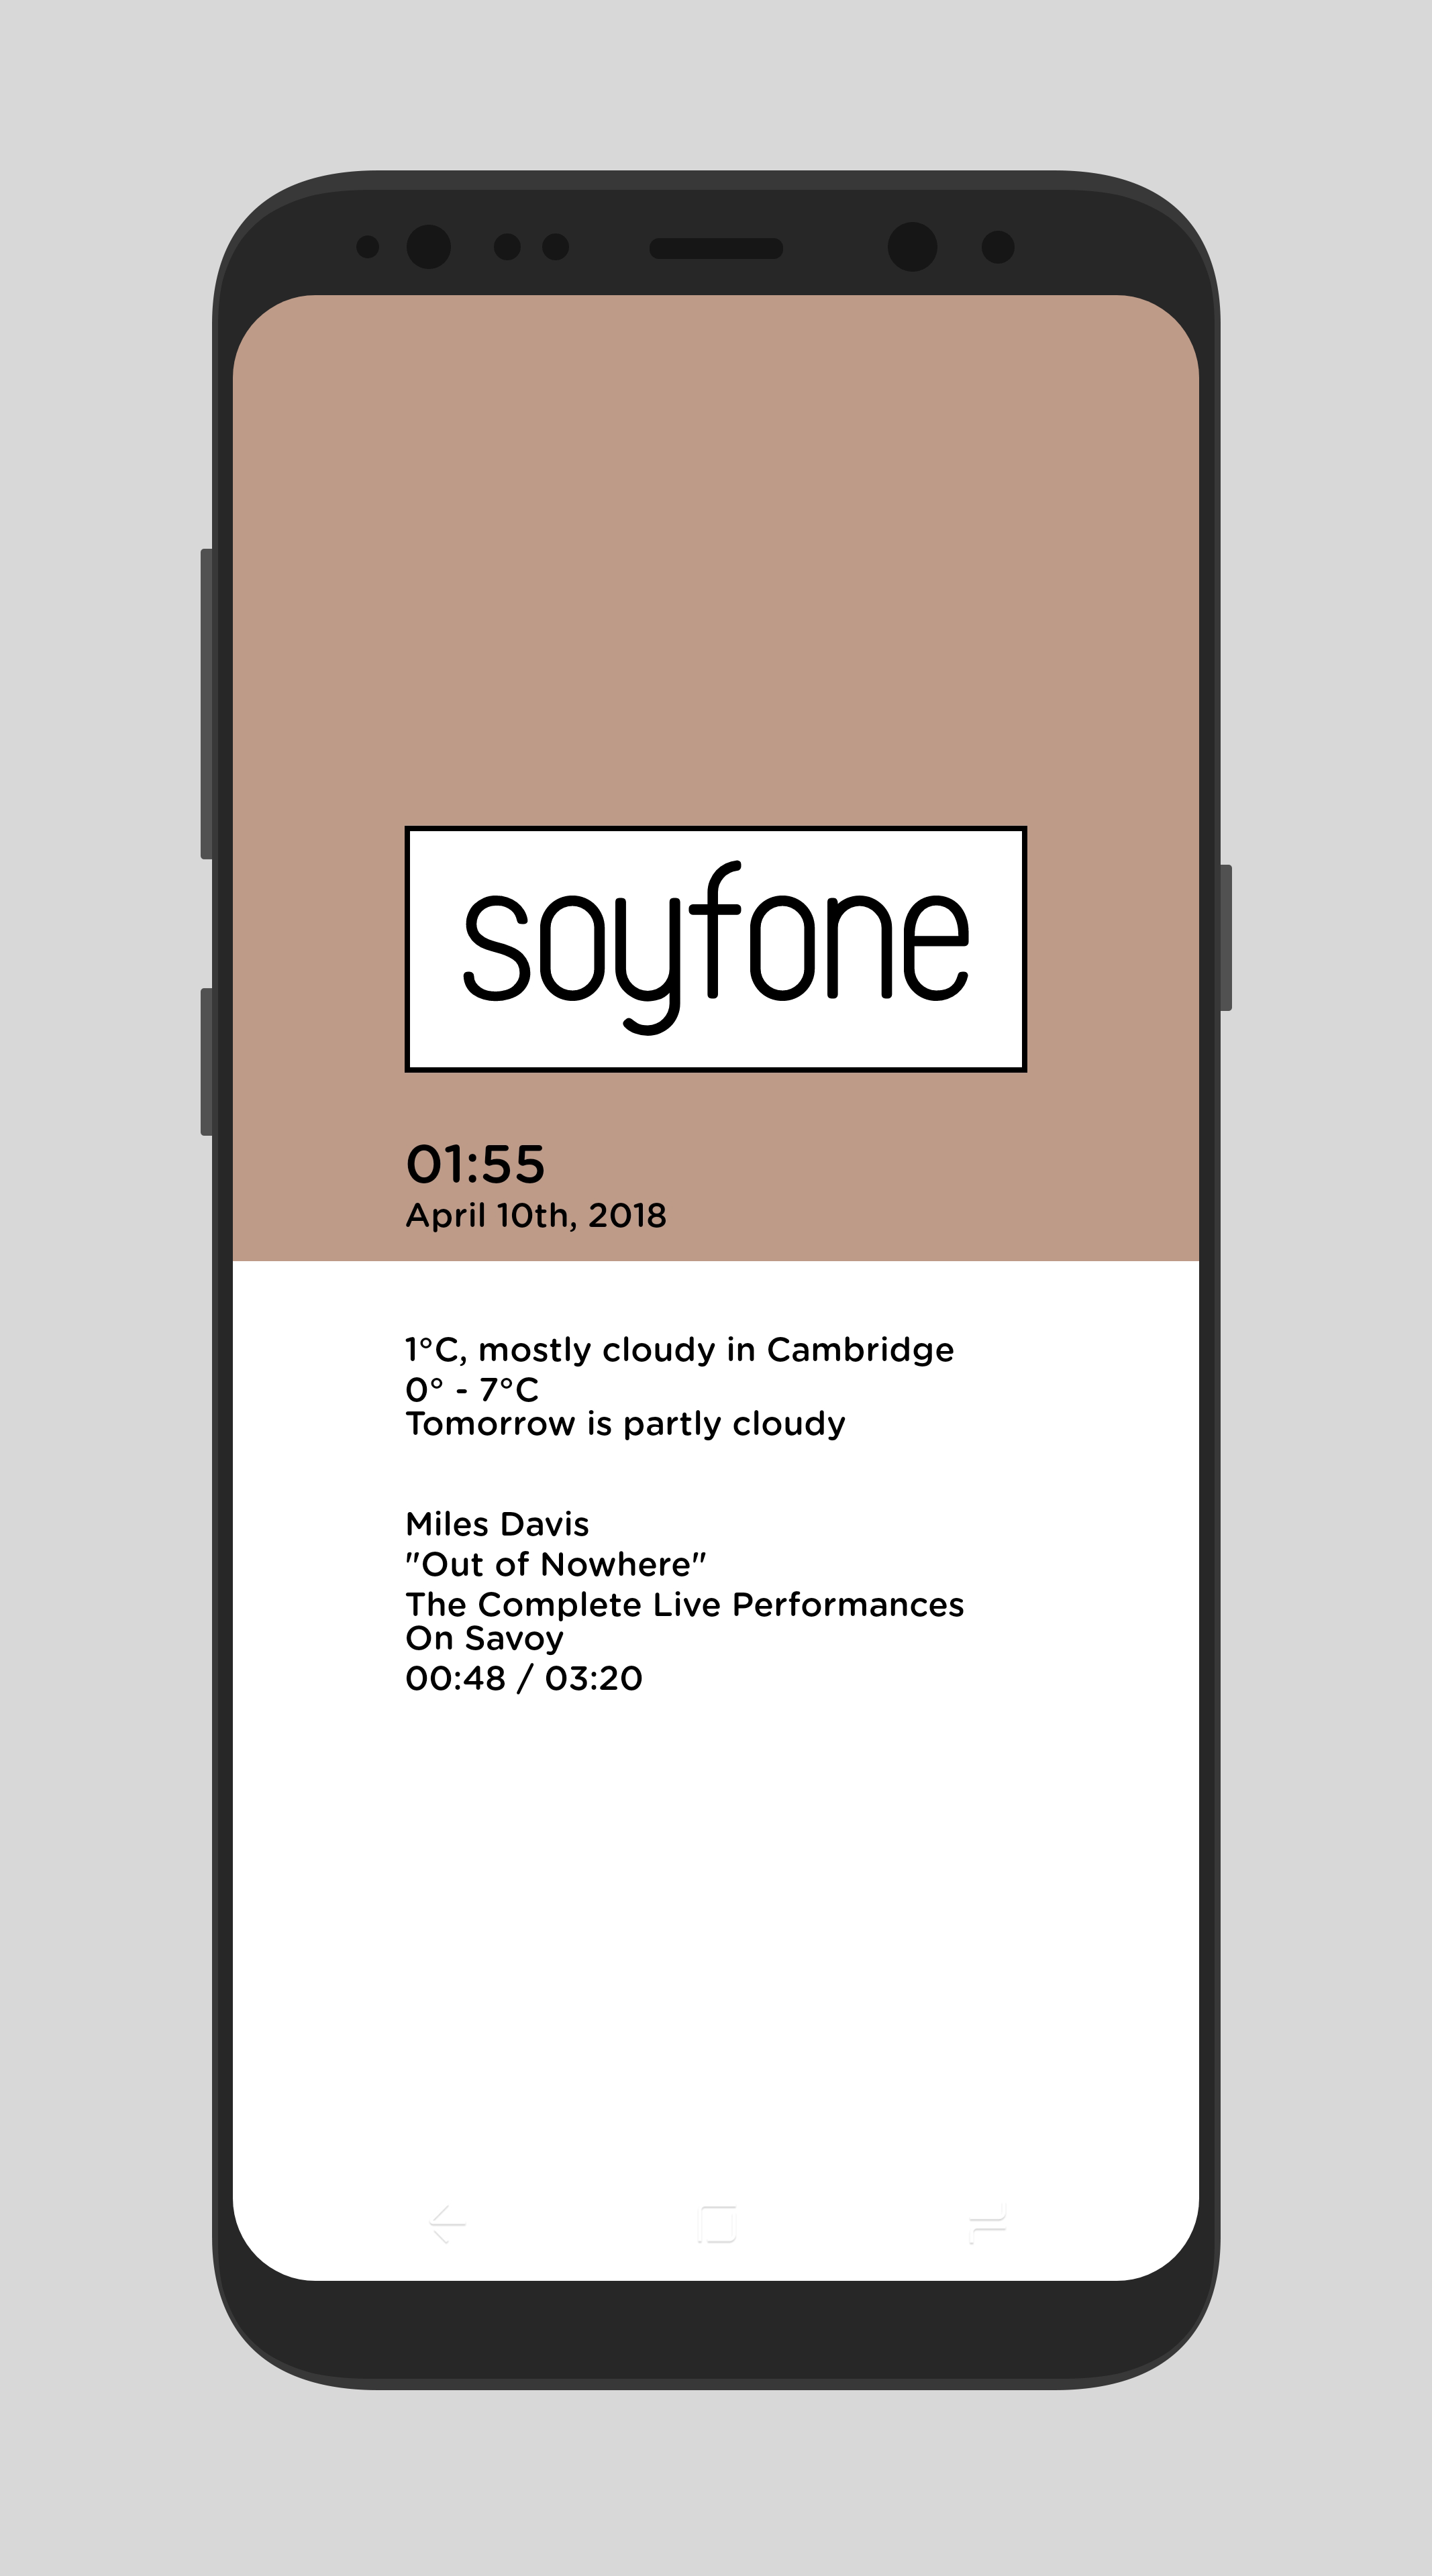 soyfone
01:55
April 10th, 2018
1°C, mostly cloudy in Cambridge
0° - 7°C
Tomorrow is partly cloudy
Miles Davis
"Out of Nowhere"
The Complete Live Performances
On Savoy
00:48 / 03:20